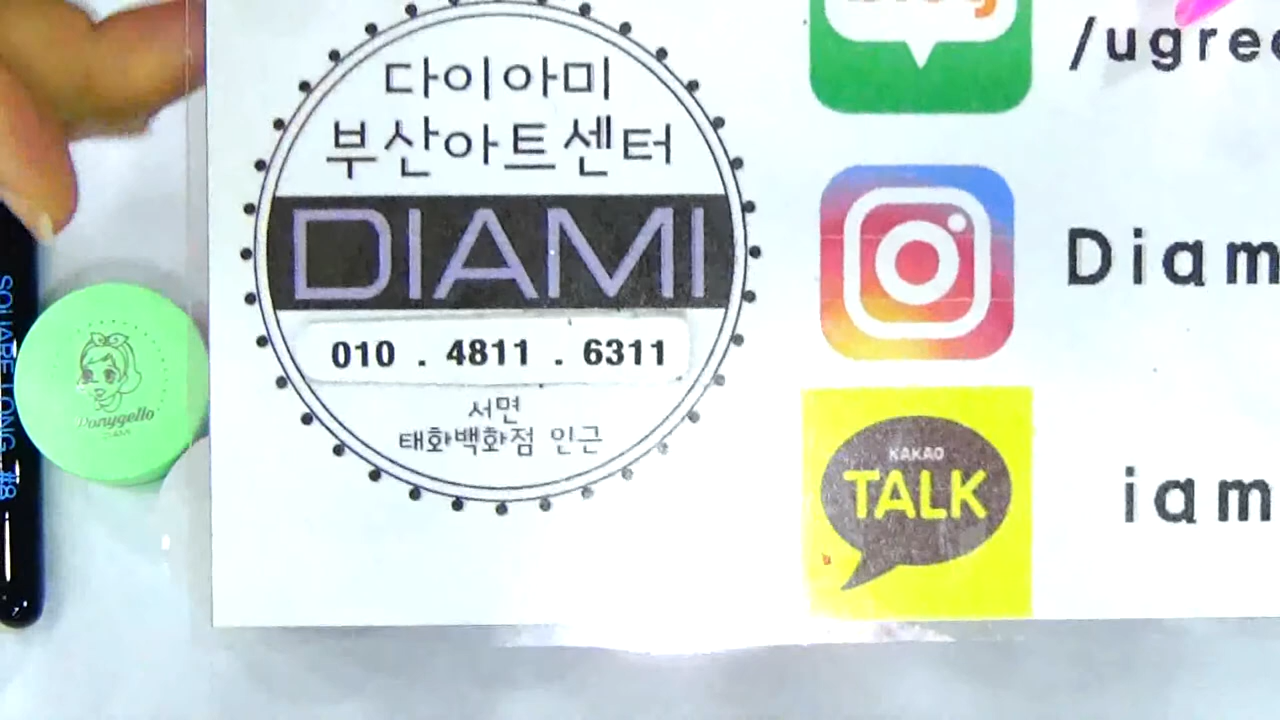 다이아미
부산아트센터
DIAMI
010 . 4811 . 6311
서면
태화백화점 인근
/ugree
Diam
KAKAO
TALK
iam
SQUARE LONG #8
Ponygello